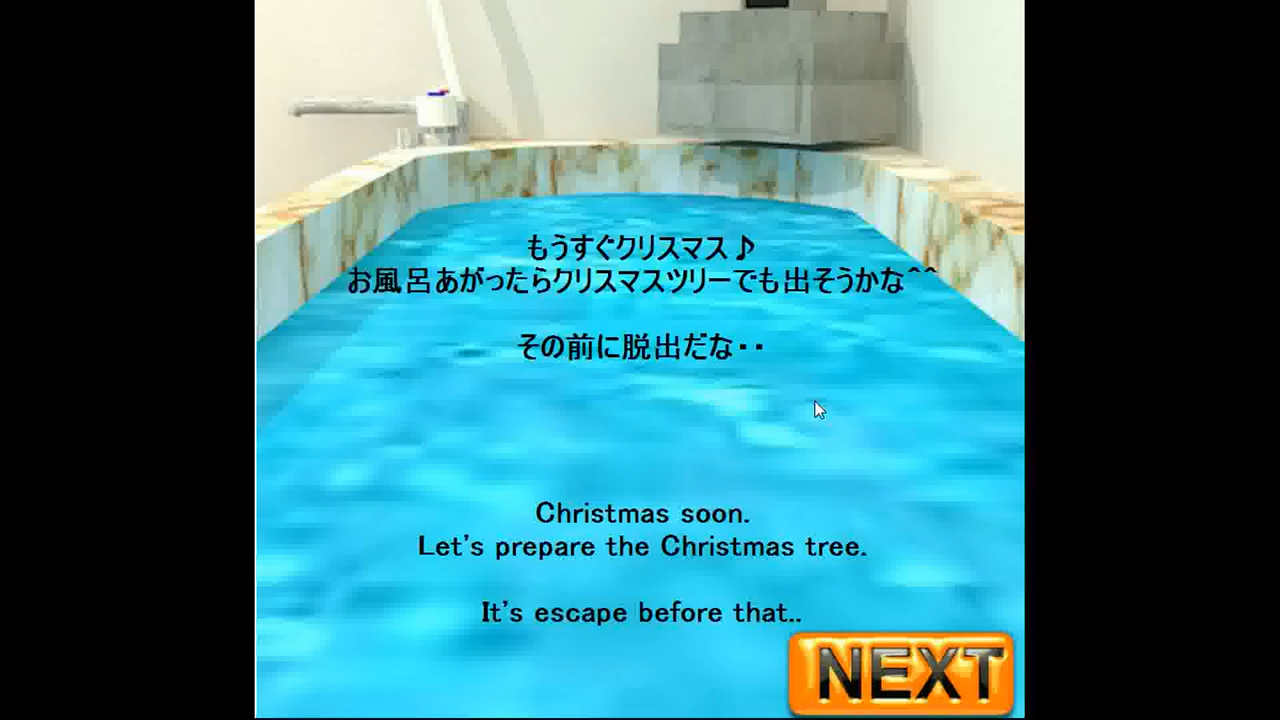 もうすぐクリスマス♪
お風呂あがったらクリスマスツリーでも出そうかな^^
その前に脱出だな・・
Christmas soon.
Let's prepare the Christmas tree.
It's escape before that..
NEXT